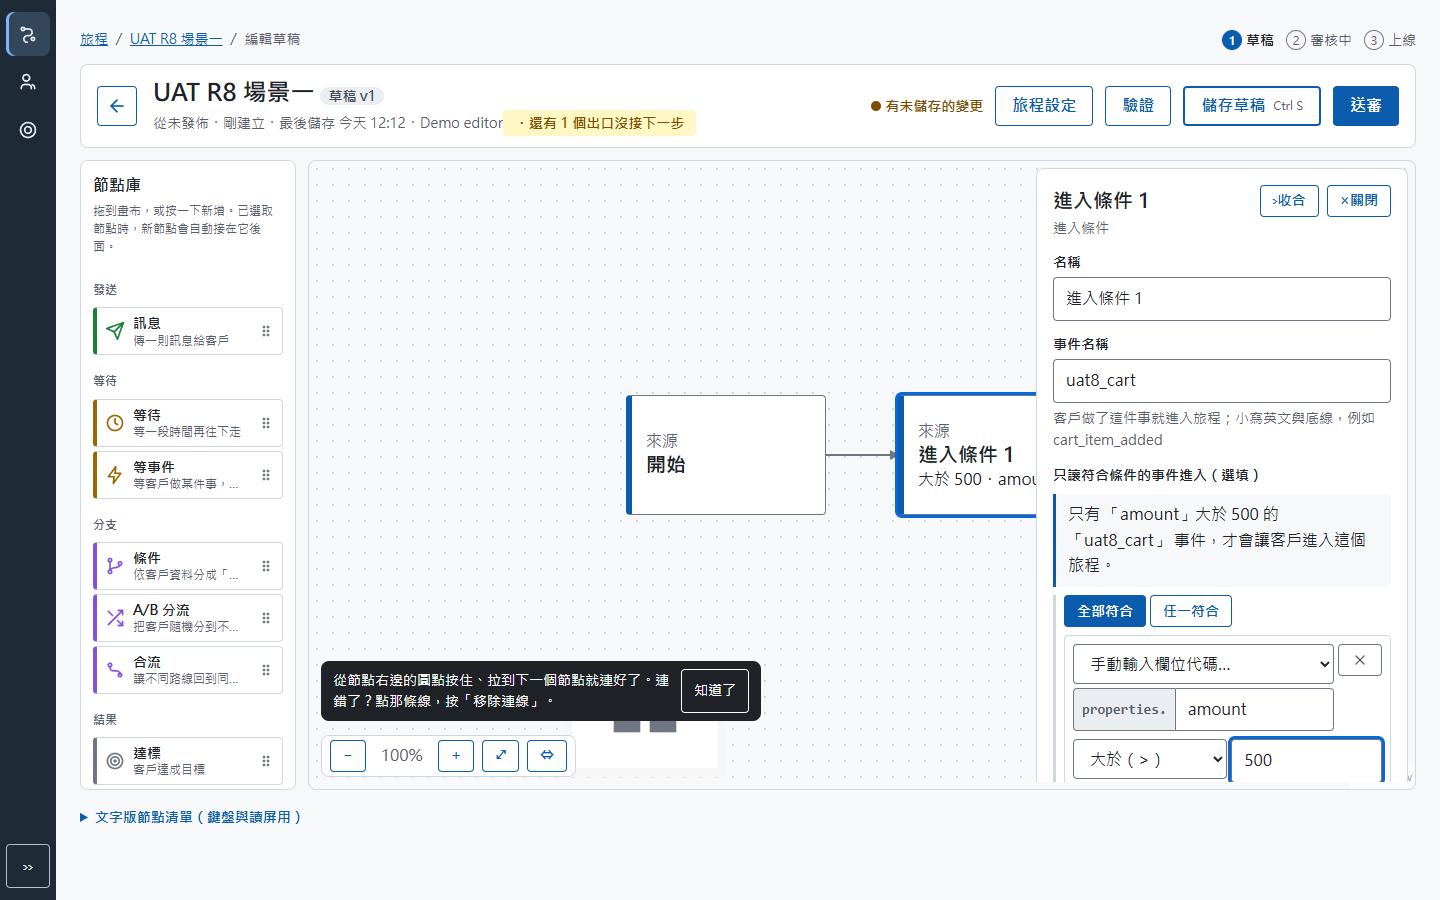 旅程 / UAT R8 場景一 / 編輯草稿
1 草稿 2 審核中 3 上線
UAT R8 場景一 草稿 v1
從未發佈 · 剛建立 · 最後儲存 今天 12:12 · Demo editor · 還有 1 個出口沒接下一步
有未儲存的變更
旅程設定
驗證
儲存草稿 Ctrl S
送審
節點庫
拖到畫布，或按一下新增。已選取
節點時，新節點會自動接在它後
面。
發送
訊息
傳一則訊息給客戶
等待
等待
等一段時間再往下走
等事件
等客戶做某件事，...
分支
條件
依客戶資料分成「...
A/B 分流
把客戶隨機分到不...
合流
讓不同路線回到同...
結果
達標
客戶達成目標
來源
開始
來源
進入條件 1
大於 500 · amou
從節點右邊的圓點按住、拉到下一個節點就連好了。連
錯了？點那條線，按「移除連線」。
知道了
− 100% +
進入條件 1
›收合
×關閉
進入條件
名稱
進入條件 1
事件名稱
uat8_cart
客戶做了這件事就進入旅程；小寫英文與底線，例如
cart_item_added
只讓符合條件的事件進入（選填）
只有「amount」大於 500 的
「uat8_cart」 事件，才會讓客戶進入這個
旅程。
全部符合
任一符合
手動輸入欄位代碼...
×
properties. amount
大於（ > ）
500
文字版節點清單（鍵盤與讀屏用）
»